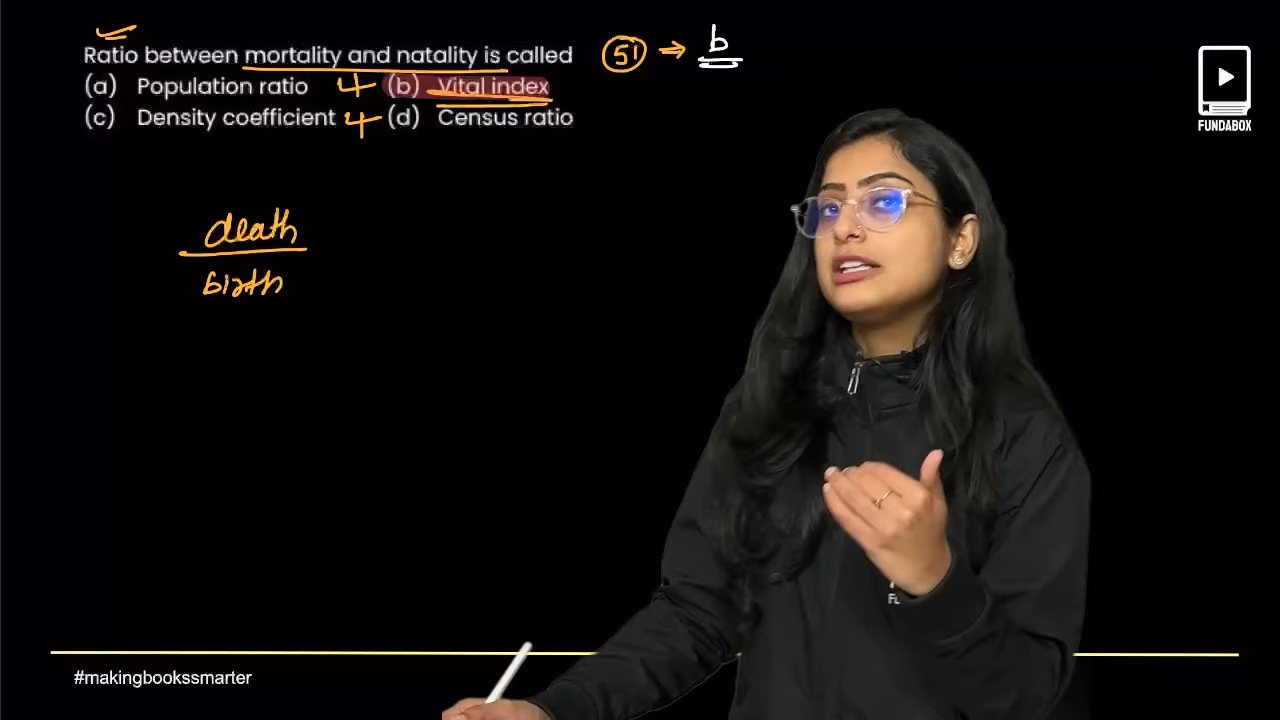 Ratio between mortality and natality is called
(a) Population ratio (b) Vital index
(c) Density coefficient (d) Census ratio
51 → b
FUNDABOX
death
birth
#makingbookssmarter